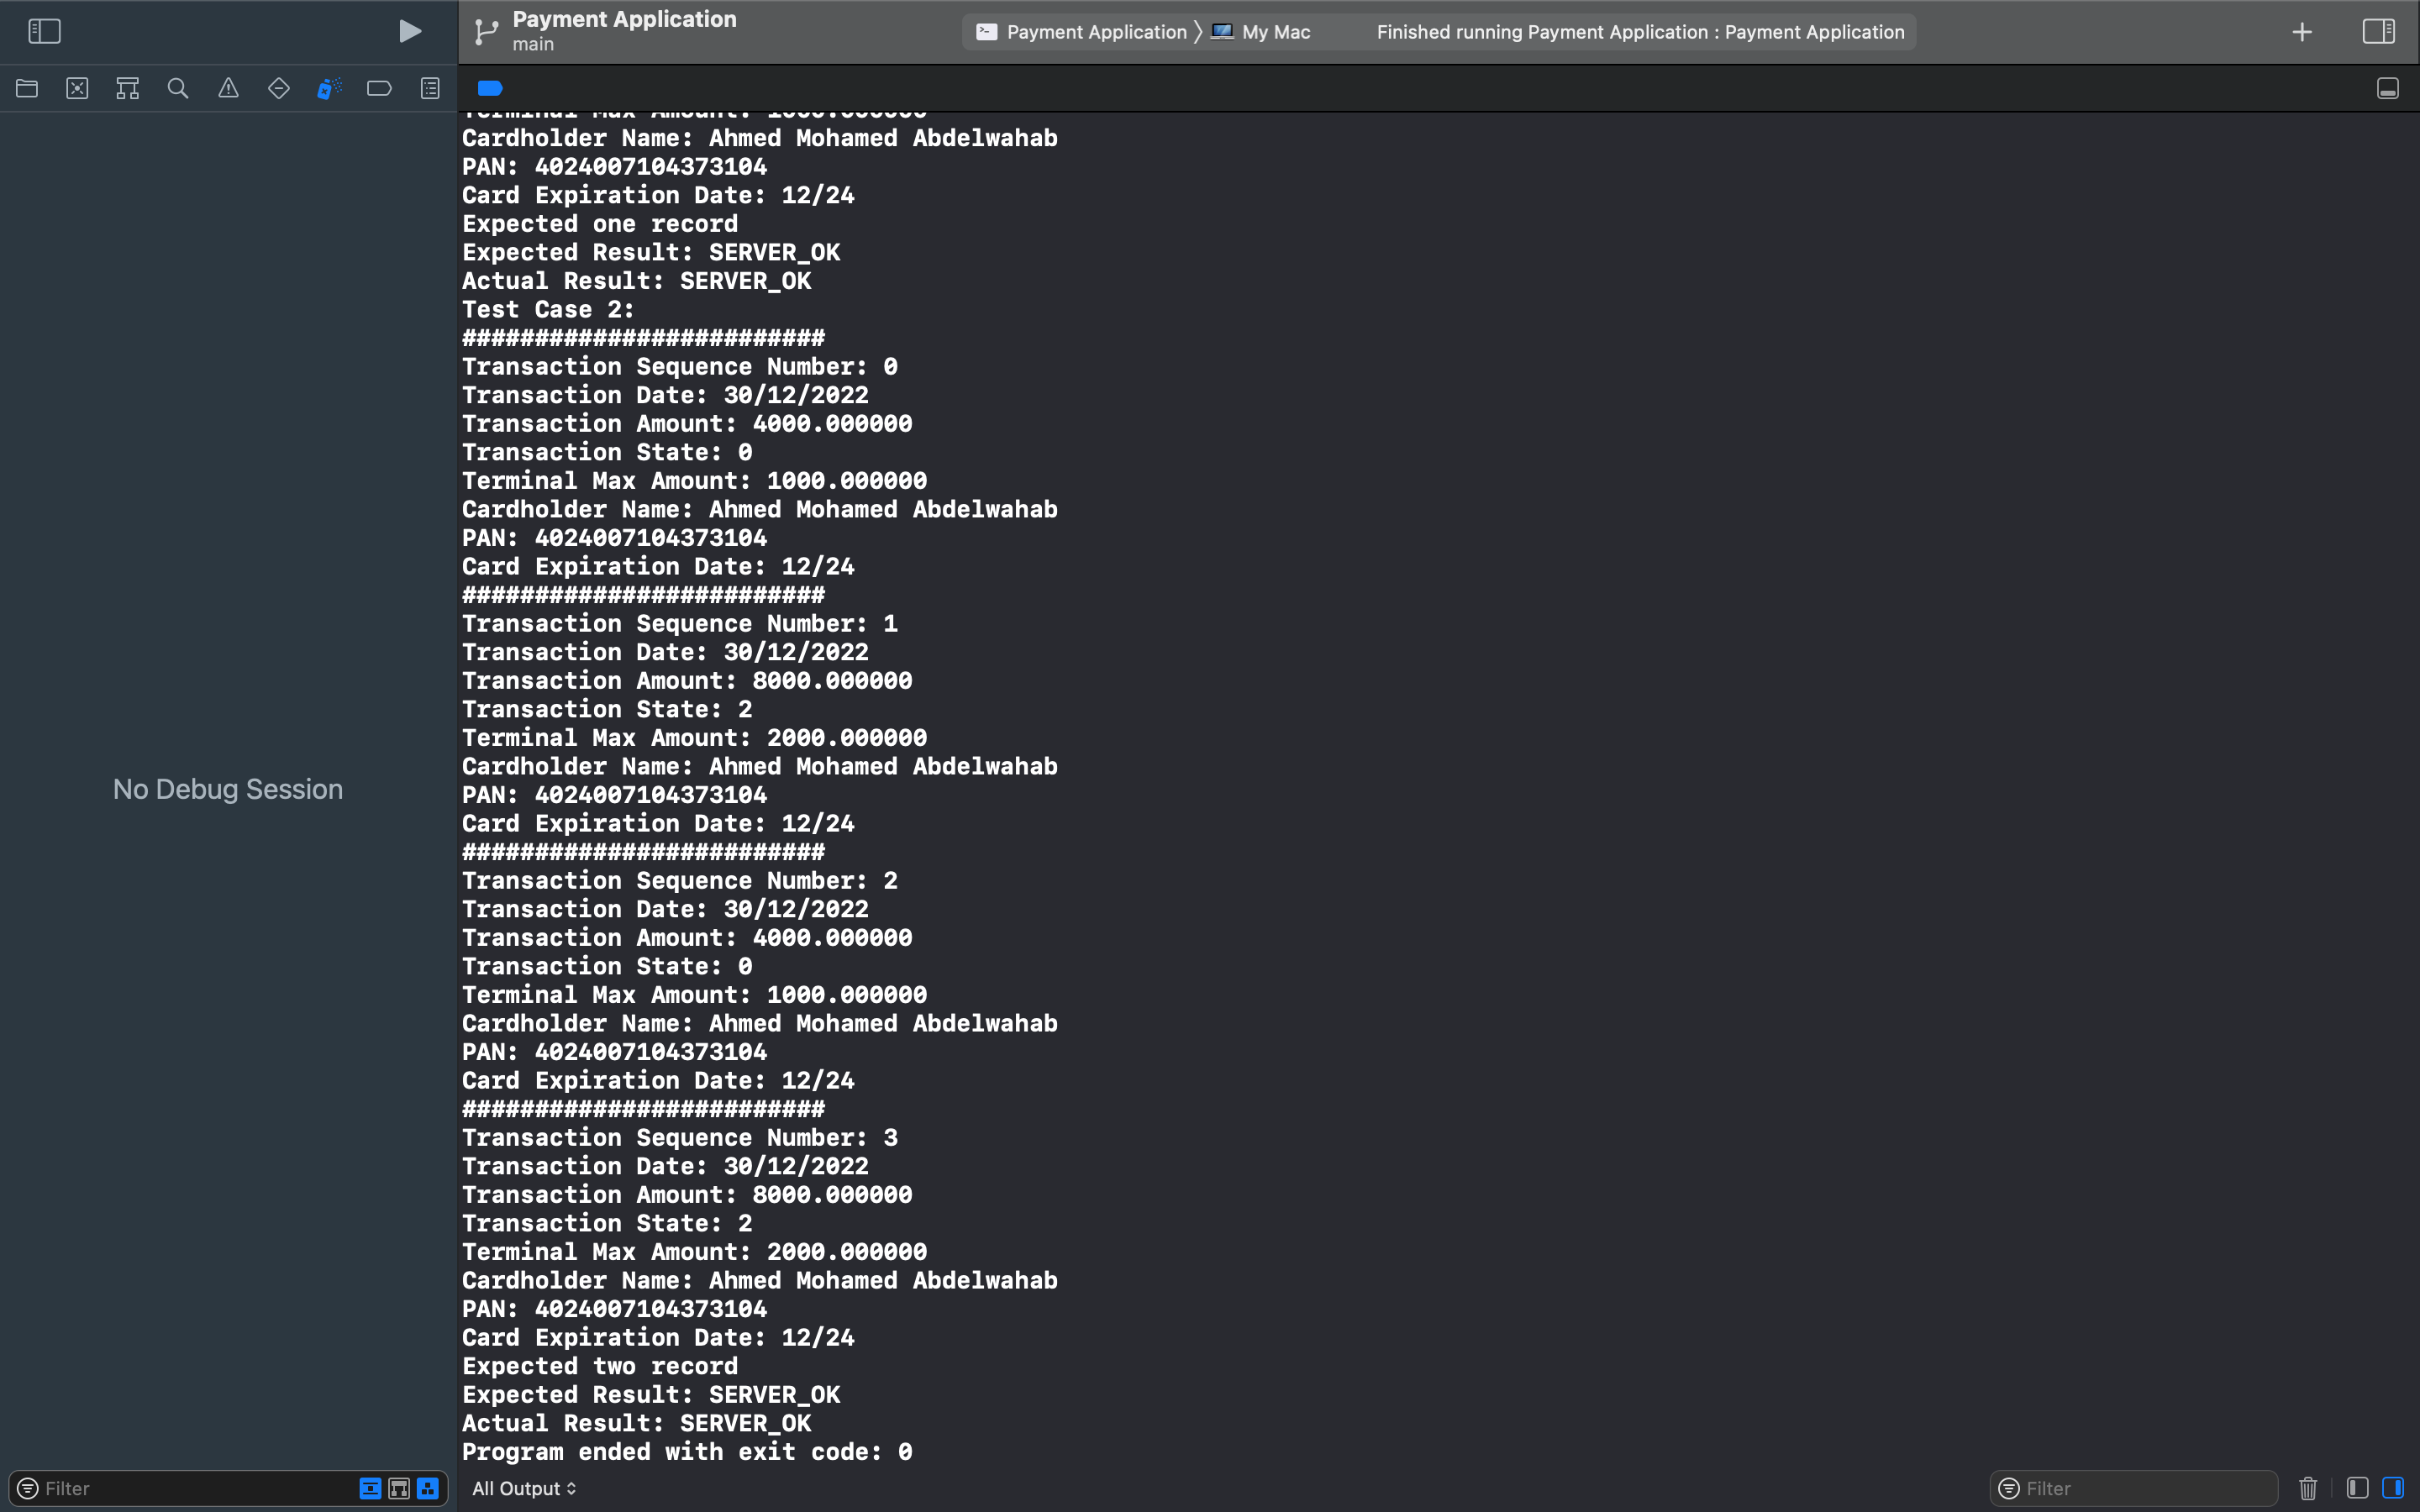 Payment Application
main
Payment Application 〉 My Mac
Finished running Payment Application : Payment Application
Terminal Max Amount: 1000.000000
Cardholder Name: Ahmed Mohamed Abdelwahab
PAN: 4024007104373104
Card Expiration Date: 12/24
Expected one record
Expected Result: SERVER_OK
Actual Result: SERVER_OK
Test Case 2:
#########################
Transaction Sequence Number: 0
Transaction Date: 30/12/2022
Transaction Amount: 4000.000000
Transaction State: 0
Terminal Max Amount: 1000.000000
Cardholder Name: Ahmed Mohamed Abdelwahab
PAN: 4024007104373104
Card Expiration Date: 12/24
#########################
Transaction Sequence Number: 1
Transaction Date: 30/12/2022
Transaction Amount: 8000.000000
Transaction State: 2
Terminal Max Amount: 2000.000000
Cardholder Name: Ahmed Mohamed Abdelwahab
PAN: 4024007104373104
Card Expiration Date: 12/24
#########################
Transaction Sequence Number: 2
Transaction Date: 30/12/2022
Transaction Amount: 4000.000000
Transaction State: 0
Terminal Max Amount: 1000.000000
Cardholder Name: Ahmed Mohamed Abdelwahab
PAN: 4024007104373104
Card Expiration Date: 12/24
#########################
Transaction Sequence Number: 3
Transaction Date: 30/12/2022
Transaction Amount: 8000.000000
Transaction State: 2
Terminal Max Amount: 2000.000000
Cardholder Name: Ahmed Mohamed Abdelwahab
PAN: 4024007104373104
Card Expiration Date: 12/24
Expected two record
Expected Result: SERVER_OK
Actual Result: SERVER_OK
Program ended with exit code: 0
No Debug Session
Filter
All Output
Filter